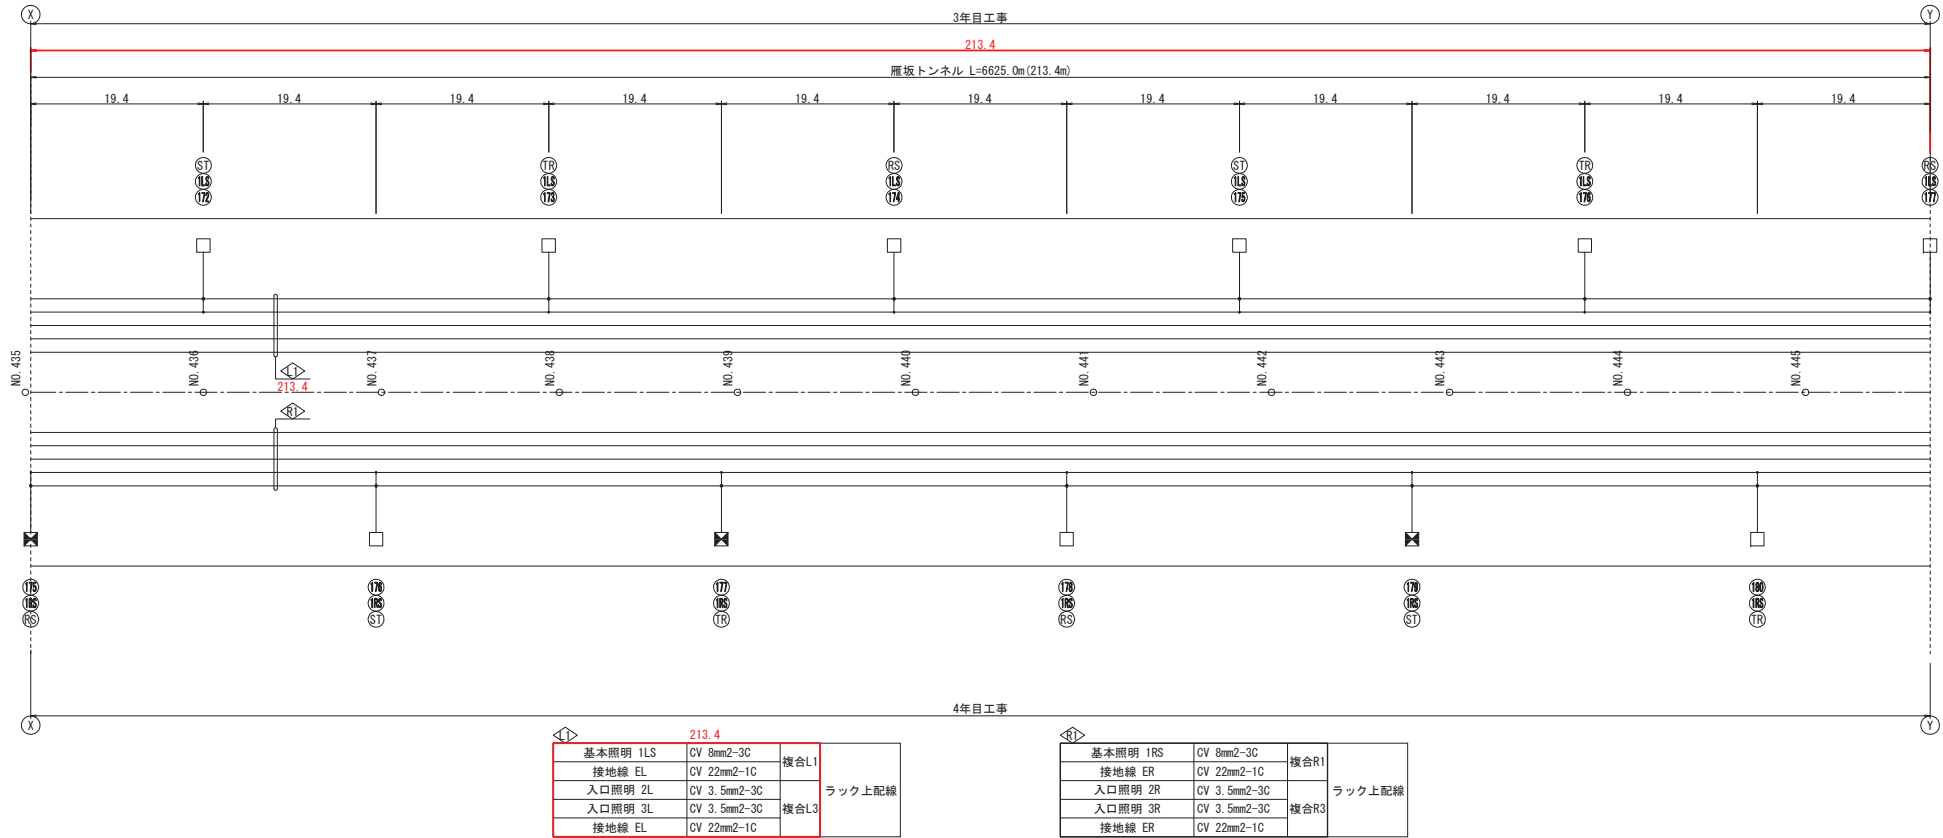 X
3年目工事
Y
213.4
雁坂トンネル L=6625.0m(213.4m)
19.4 19.4 19.4 19.4 19.4 19.4 19.4 19.4 19.4 19.4 19.4
ST TR RS ST TR RS
1LS 1LS 1LS 1LS 1LS 1LS
172 173 174 175 176 177
NO.435 NO.436 NO.437 NO.438 NO.439 NO.440 NO.441 NO.442 NO.443 NO.444 NO.445
L1
213.4
R1
175 176 177 178 179 180
1RS 1RS 1RS 1RS 1RS 1RS
RS ST TR RS ST TR
4年目工事
X
Y
L1 213.4
基本照明 1LS CV 8mm2-3C 複合L1
接地線 EL CV 22mm2-1C
入口照明 2L CV 3.5mm2-3C ラック上配線
入口照明 3L CV 3.5mm2-3C 複合L3
接地線 EL CV 22mm2-1C
R1
基本照明 1RS CV 8mm2-3C 複合R1
接地線 ER CV 22mm2-1C
入口照明 2R CV 3.5mm2-3C ラック上配線
入口照明 3R CV 3.5mm2-3C 複合R3
接地線 ER CV 22mm2-1C